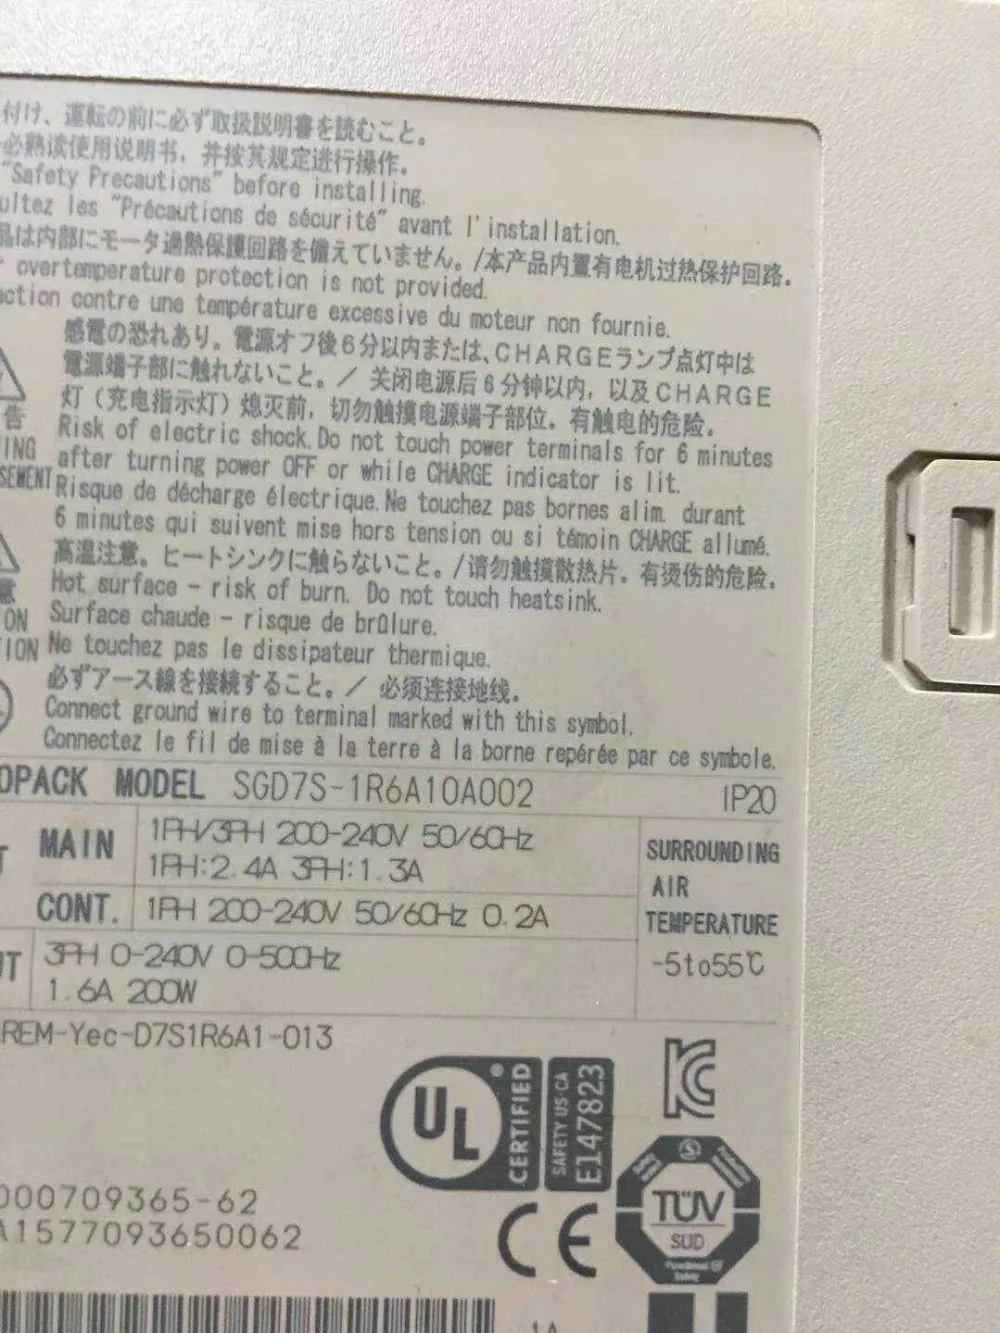 付け、運転の前に必ず取扱説明書を読むこと。
必熟读使用说明书，并按其规定进行操作。
"Safety Precautions" before installing.
ultez les "Précautions de sécurité" avant l'installation.
品は内部にモータ過熱保護回路を備えていません。/本产品内置有电机过热保护回路。
r overtemperature protection is not provided.
ction contre une température excessive du moteur non fournie.
感電の恐れあり。電源オフ後6分以内または、CHARGEランプ点灯中は
電源端子部に触れないこと。/ 关闭电源后6分钟以内，以及CHARGE
灯（充电指示灯）熄灭前，切勿触摸电源端子部位。有触电的危险。
Risk of electric shock. Do not touch power terminals for 6 minutes
after turning power OFF or while CHARGE indicator is lit.
Risque de décharge électrique. Ne touchez pas bornes alim. durant
6 minutes qui suivent mise hors tension ou si témoin CHARGE allumé.
告
ING
SEMENT
高温注意。ヒートシンクに触らないこと。/请勿触摸散热片。有烫伤的危险。
Hot surface - risk of burn. Do not touch heatsink.
Surface chaude - risque de brûlure.
Ne touchez pas le dissipateur thermique.
意
ION
TION
必ずアース線を接続すること。/ 必须连接地线。
Connect ground wire to terminal marked with this symbol.
Connectez le fil de mise à la terre à la borne repérée par ce symbole.
OPACK MODEL SGD7S-1R6A10A002 IP20
MAIN 1PH/3PH 200-240V 50/60Hz
1PH:2.4A 3PH:1.3A
CONT. 1PH 200-240V 50/60Hz 0.2A
UT 3PH 0-240V 0-500Hz
1.6A 200W
SURROUNDING
AIR
TEMPERATURE
-5to55℃
REM-Yec-D7S1R6A1-013
UL ® CERTIFIED
SAFETY US-CA
E147823
KC
000709365-62
A1577093650062
CE
TÜV
SUD
Functional
Safety